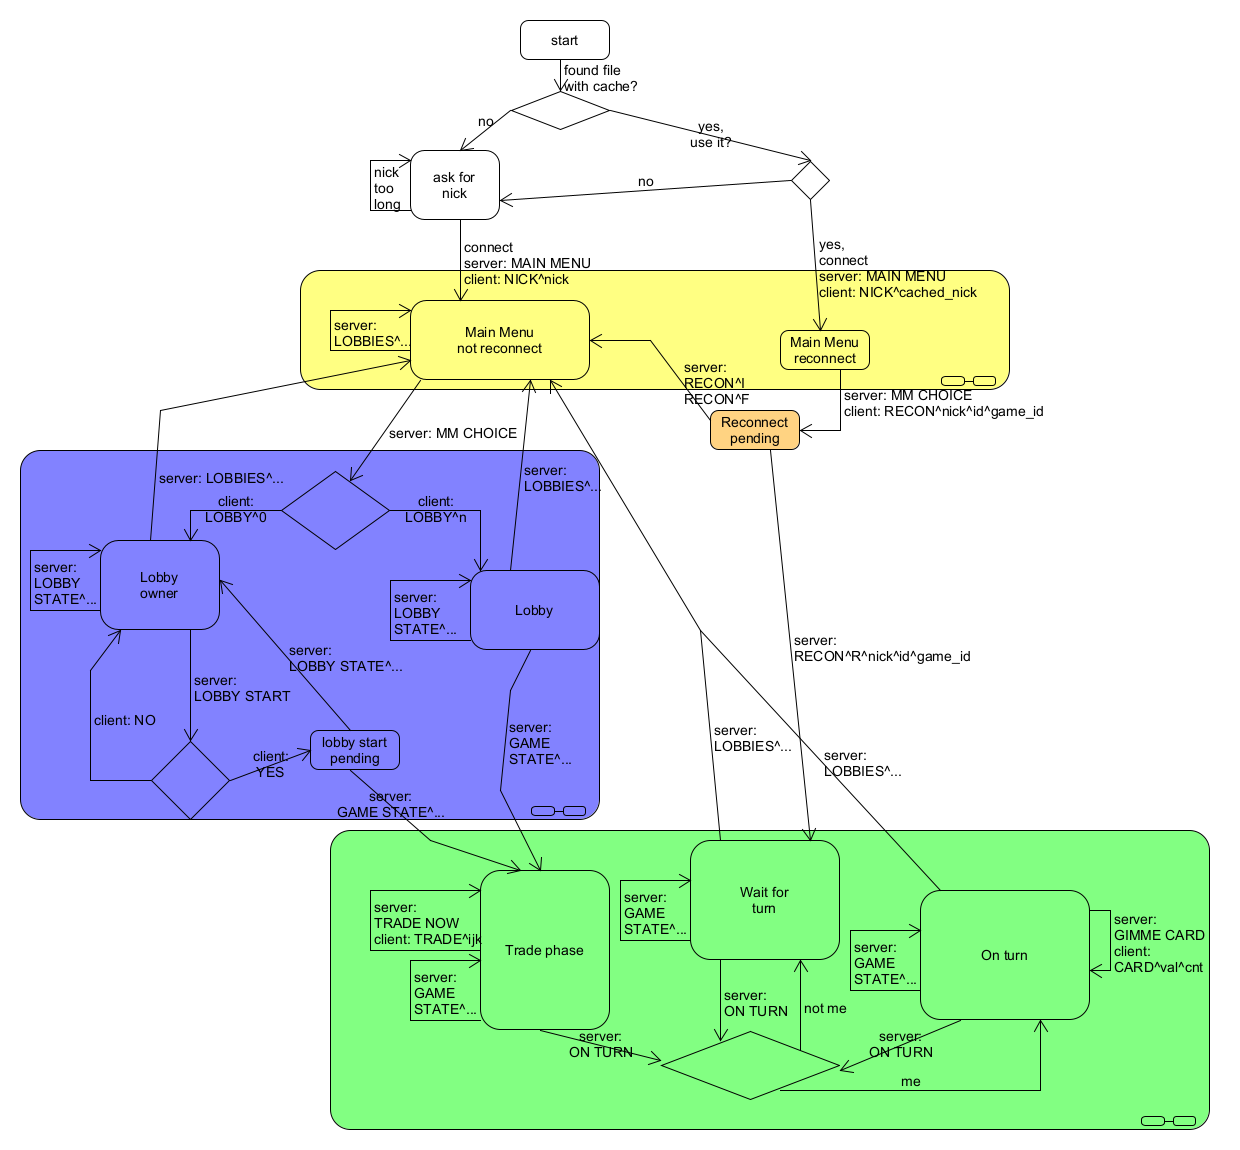 start
found file
with cache?
no
yes,
use it?
nick
too
long
ask for
nick
no
connect
server: MAIN MENU
client: NICK^nick
yes,
connect
server: MAIN MENU
client: NICK^cached_nick
server:
LOBBIES^...
Main Menu
not reconnect
Main Menu
reconnect
server:
RECON^I
RECON^F
server: MM CHOICE
client: RECON^nick^id^game_id
Reconnect
pending
server: MM CHOICE
server: LOBBIES^...
server:
LOBBIES^...
client:
LOBBY^0
client:
LOBBY^n
server:
LOBBY
STATE^...
Lobby
owner
server:
LOBBY
STATE^...
Lobby
server:
LOBBY STATE^...
server:
RECON^R^nick^id^game_id
server:
LOBBY START
client: NO
client:
YES
lobby start
pending
server:
GAME
STATE^...
server:
LOBBIES^...
server:
LOBBIES^...
server:
GAME STATE^...
server:
TRADE NOW
client: TRADE^ijk
server:
GAME
STATE^...
Trade phase
server:
GAME
STATE^...
Wait for
turn
server:
GAME
STATE^...
On turn
server:
GIMME CARD
client:
CARD^val^cnt
server:
ON TURN
not me
server:
ON TURN
server:
ON TURN
me